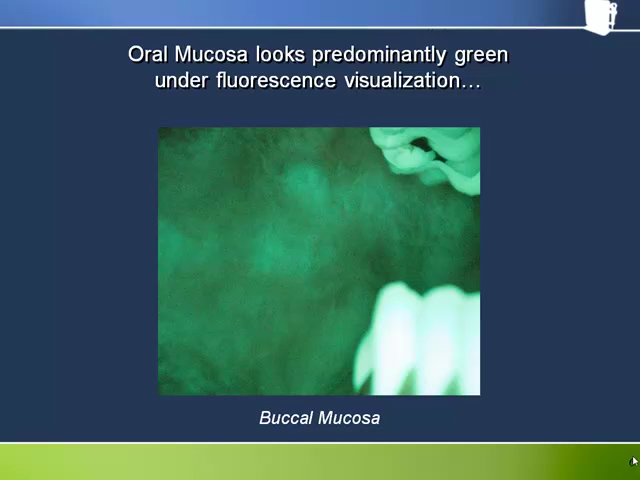 Oral Mucosa looks predominantly green
under fluorescence visualization…
Buccal Mucosa